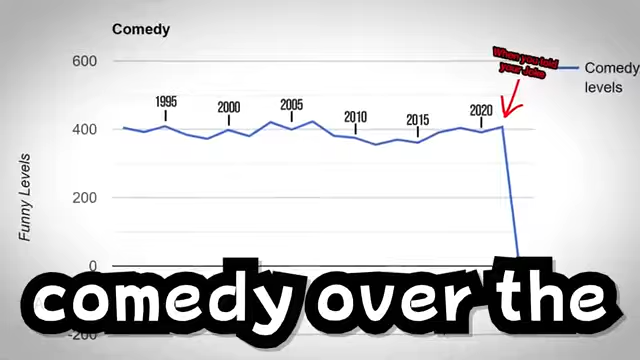 Comedy
600
When you told
your Joke
Comedy
levels
1995
2000
2005
2010
2015
2020
400
Funny Levels
200
0
comedy over the
-200